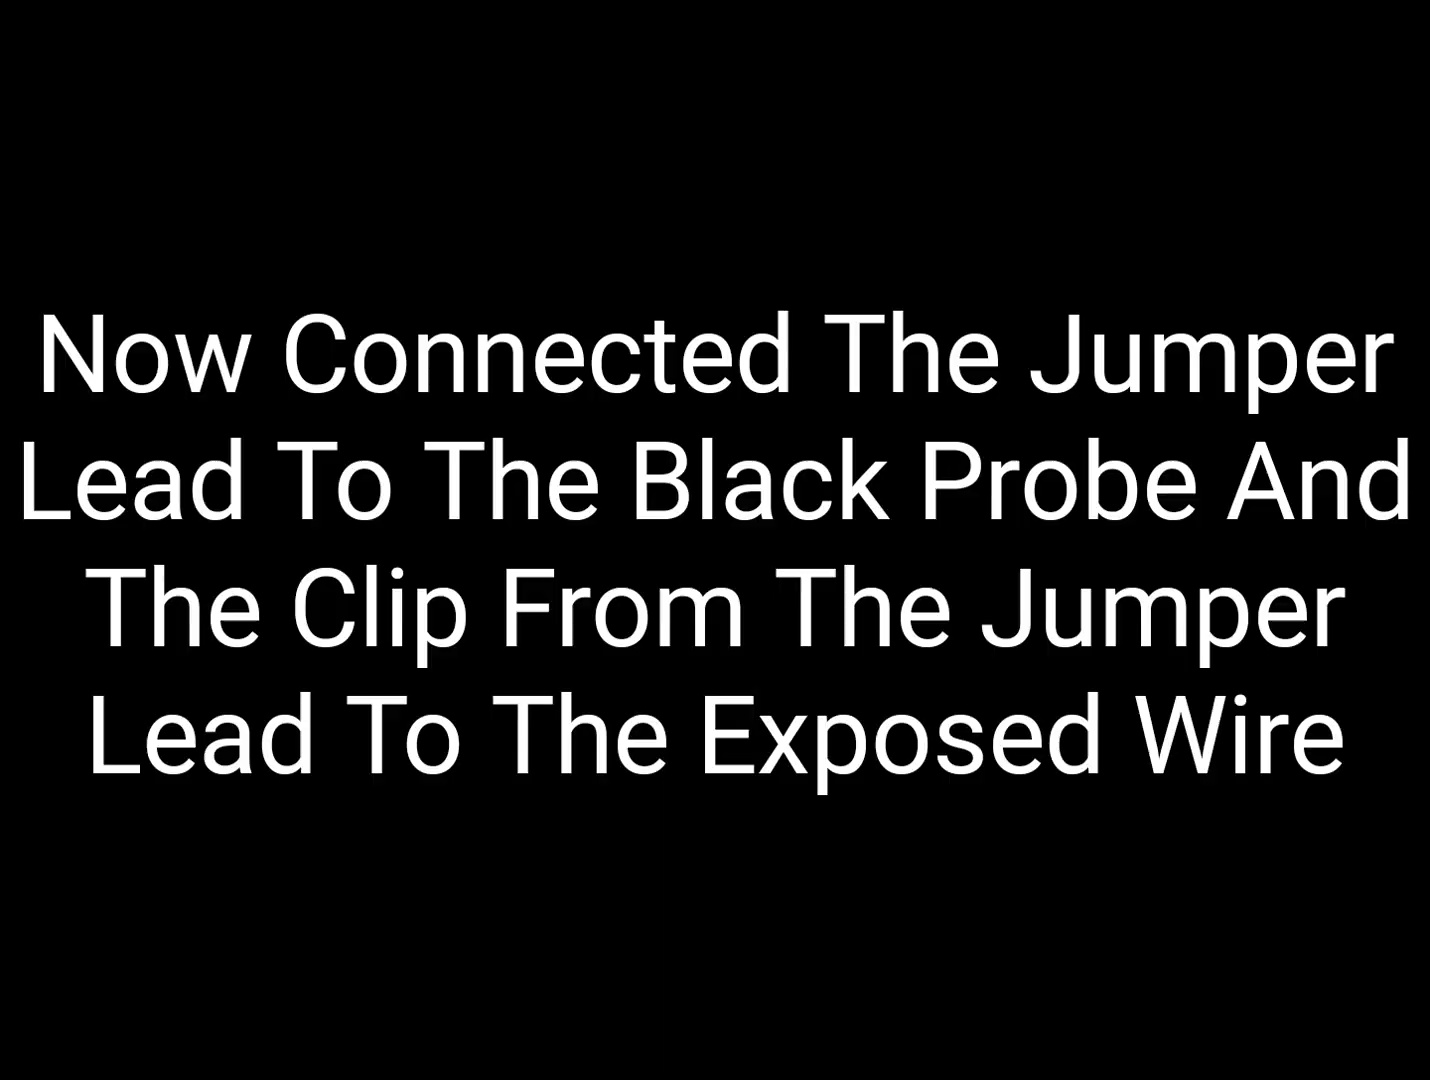 Now Connected The Jumper
Lead To The Black Probe And
The Clip From The Jumper
Lead To The Exposed Wire